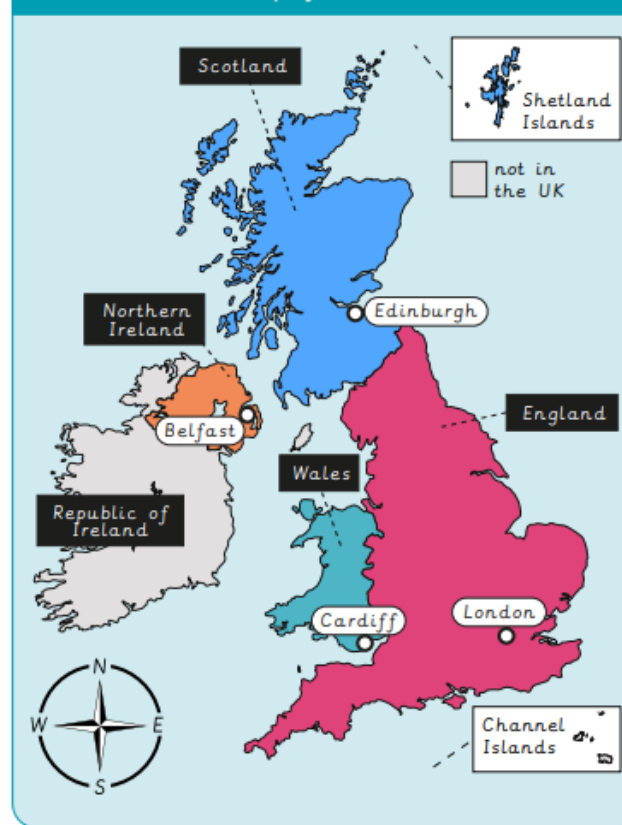 Scotland
Shetland
Islands
not in
the UK
Northern
Ireland
Edinburgh
England
Belfast
Wales
Republic of
Ireland
Cardiff
London
N
W
E
S
Channel
Islands